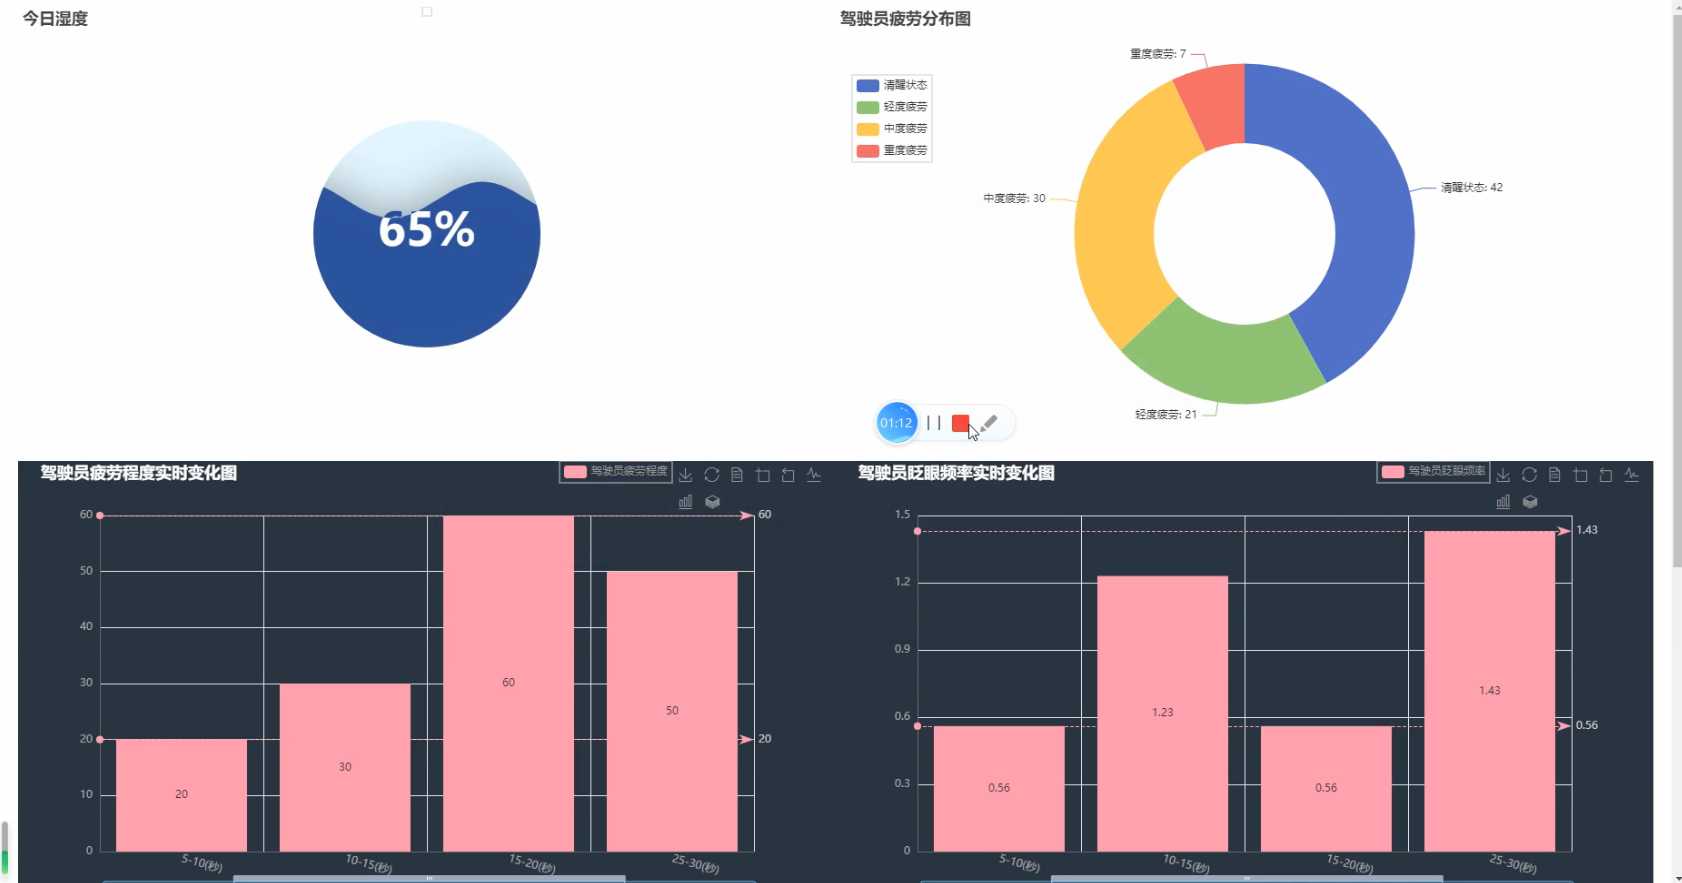 今日湿度
65%
驾驶员疲劳分布图
清醒状态
轻度疲劳
中度疲劳
重度疲劳
重度疲劳: 7
清醒状态: 42
中度疲劳: 30
轻度疲劳: 21
01:12
驾驶员疲劳程度实时变化图
驾驶员疲劳程度
60
50
40
30
20
10
0
60
20
20
30
60
50
5-10(秒)
10-15(秒)
15-20(秒)
25-30(秒)
驾驶员眨眼频率实时变化图
驾驶员眨眼频率
1.5
1.2
0.9
0.6
0.3
0
1.43
0.56
0.56
1.23
0.56
1.43
5-10(秒)
10-15(秒)
15-20(秒)
25-30(秒)